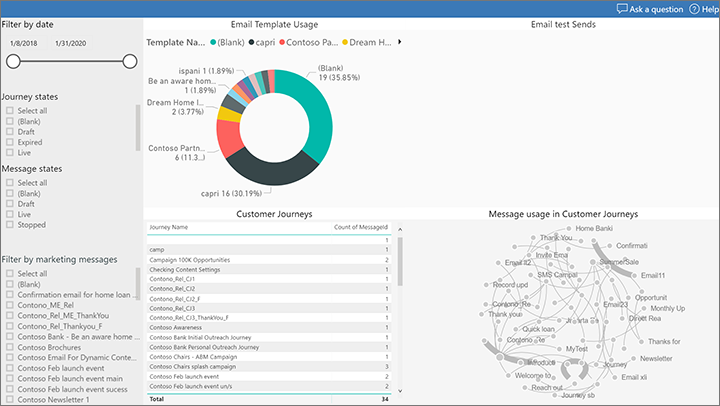 Ask a question
Help
Filter by date
1/8/2018
1/31/2020
Journey states
Select all
(Blank)
Draft
Expired
Live
Message states
Select all
(Blank)
Draft
Live
Stopped
Filter by marketing messages
Select all
(Blank)
Confirmation email for home loan ...
Contono_ME_Rel
Contono_Rel_ME_ThankYou
Contono_Rel_Thankyou_F
Contoso Bank - Be an aware home ...
Contoso Brochures
Contoso Email For Dynamic Conte...
Contoso Feb launch event
Contoso Feb launch event main
Contoso Feb launch event sucess
Contoso Newsletter 1
Email Template Usage
Template Na...
(Blank)
capri
Contoso Pa...
Dream H...
ispani 1 (1.89%)
Be an aware hom...
1 (1.89%)
Dream Home l...
2 (3.77%)
Contoso Partn...
6 (11.3...)
capri 16 (30.19%)
(Blank)
19 (35.85%)
Email test Sends
Customer Journeys
Journey Name Count of MessageId
1
camp 1
Campaign 100K Opportunities 2
Checking Content Settings 1
Contono_Rel_CJ1 1
Contono_Rel_CJ2 1
Contono_Rel_CJ2_F 1
Contono_Rel_CJ3 1
Contono_Rel_CJ3_ThankYou_F 1
Contoso Awareness 1
Contoso Bank Initial Outreach Journey 1
Contoso Bank Personal Outreach Journey 1
Contoso Chairs - ABM Campaign 1
Contoso Chairs splash campaign 3
Contoso Feb launch event 2
Contoso Feb launch event un/s 2
Total 34
Message usage in Customer Journeys
Home Banki
Thank You
Confirmati
Invite Ema
Email #2
SummerSale
SMS Campai
Email11
Record upd
Opportunit
Contono_Re
Email23
Monthly Up
Thank you
Direct Rea
Quick loan
Contono
Thanks for
MyTest
Introducti
Newsletter
Journey
Welcome to
Email xli
Reach out
Journey sb